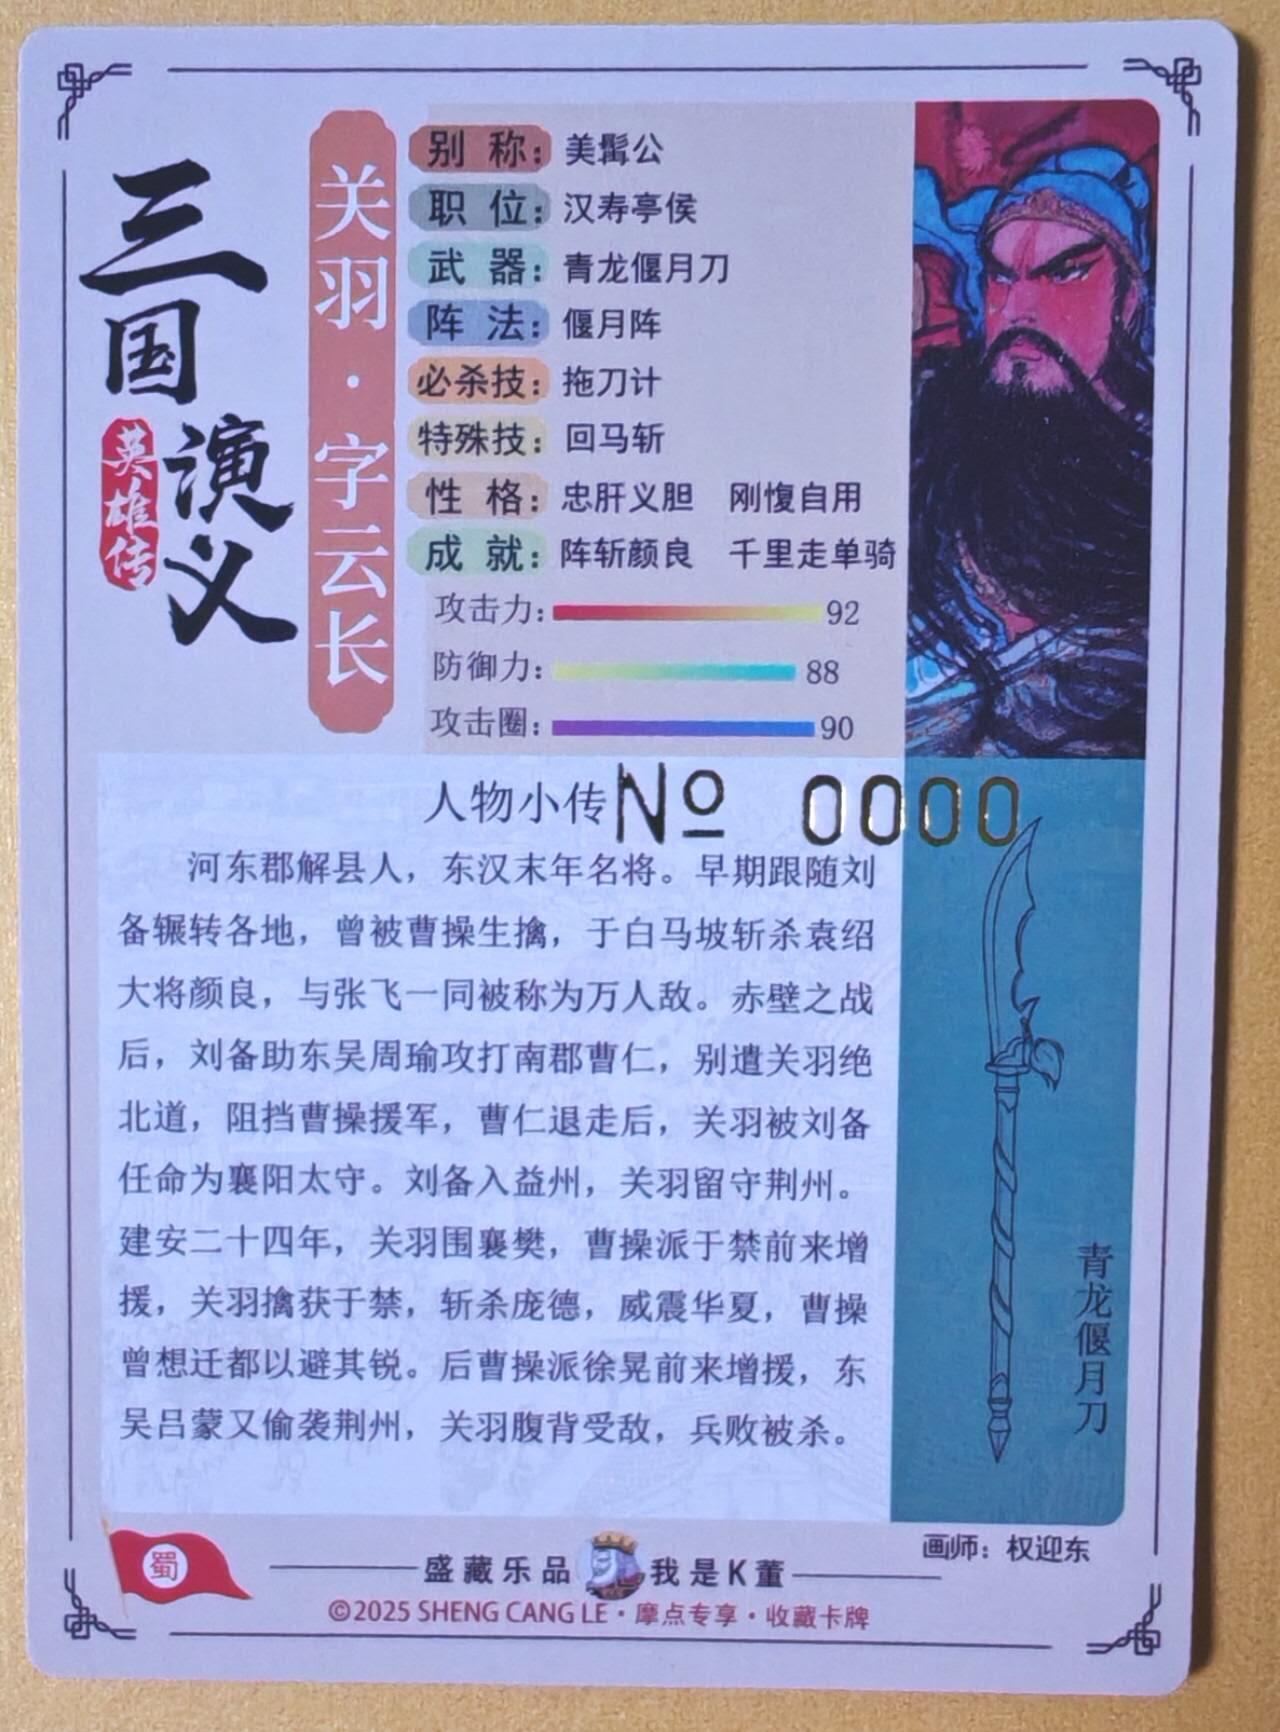 三国演义
英雄传
关羽·字云长
别称：美髯公
职位：汉寿亭侯
武器：青龙偃月刀
阵法：偃月阵
必杀技：拖刀计
特殊技：回马斩
性格：忠肝义胆 刚愎自用
成就：阵斩颜良 千里走单骑
攻击力：92
防御力：88
攻击圈：90
人物小传 № 0000
河东郡解县人，东汉末年名将。早期跟随刘
备辗转各地，曾被曹操生擒，于白马坡斩杀袁绍
大将颜良，与张飞一同被称为万人敌。赤壁之战
后，刘备助东吴周瑜攻打南郡曹仁，别遣关羽绝
北道，阻挡曹操援军，曹仁退走后，关羽被刘备
任命为襄阳太守。刘备入益州，关羽留守荆州。
建安二十四年，关羽围襄樊，曹操派于禁前来增
援，关羽擒获于禁，斩杀庞德，威震华夏，曹操
曾想迁都以避其锐。后曹操派徐晃前来增援，东
吴吕蒙又偷袭荆州，关羽腹背受敌，兵败被杀。
青龙偃月刀
画师：权迎东
蜀
盛藏乐品 我是K董
©2025 SHENG CANG LE·摩点专享·收藏卡牌